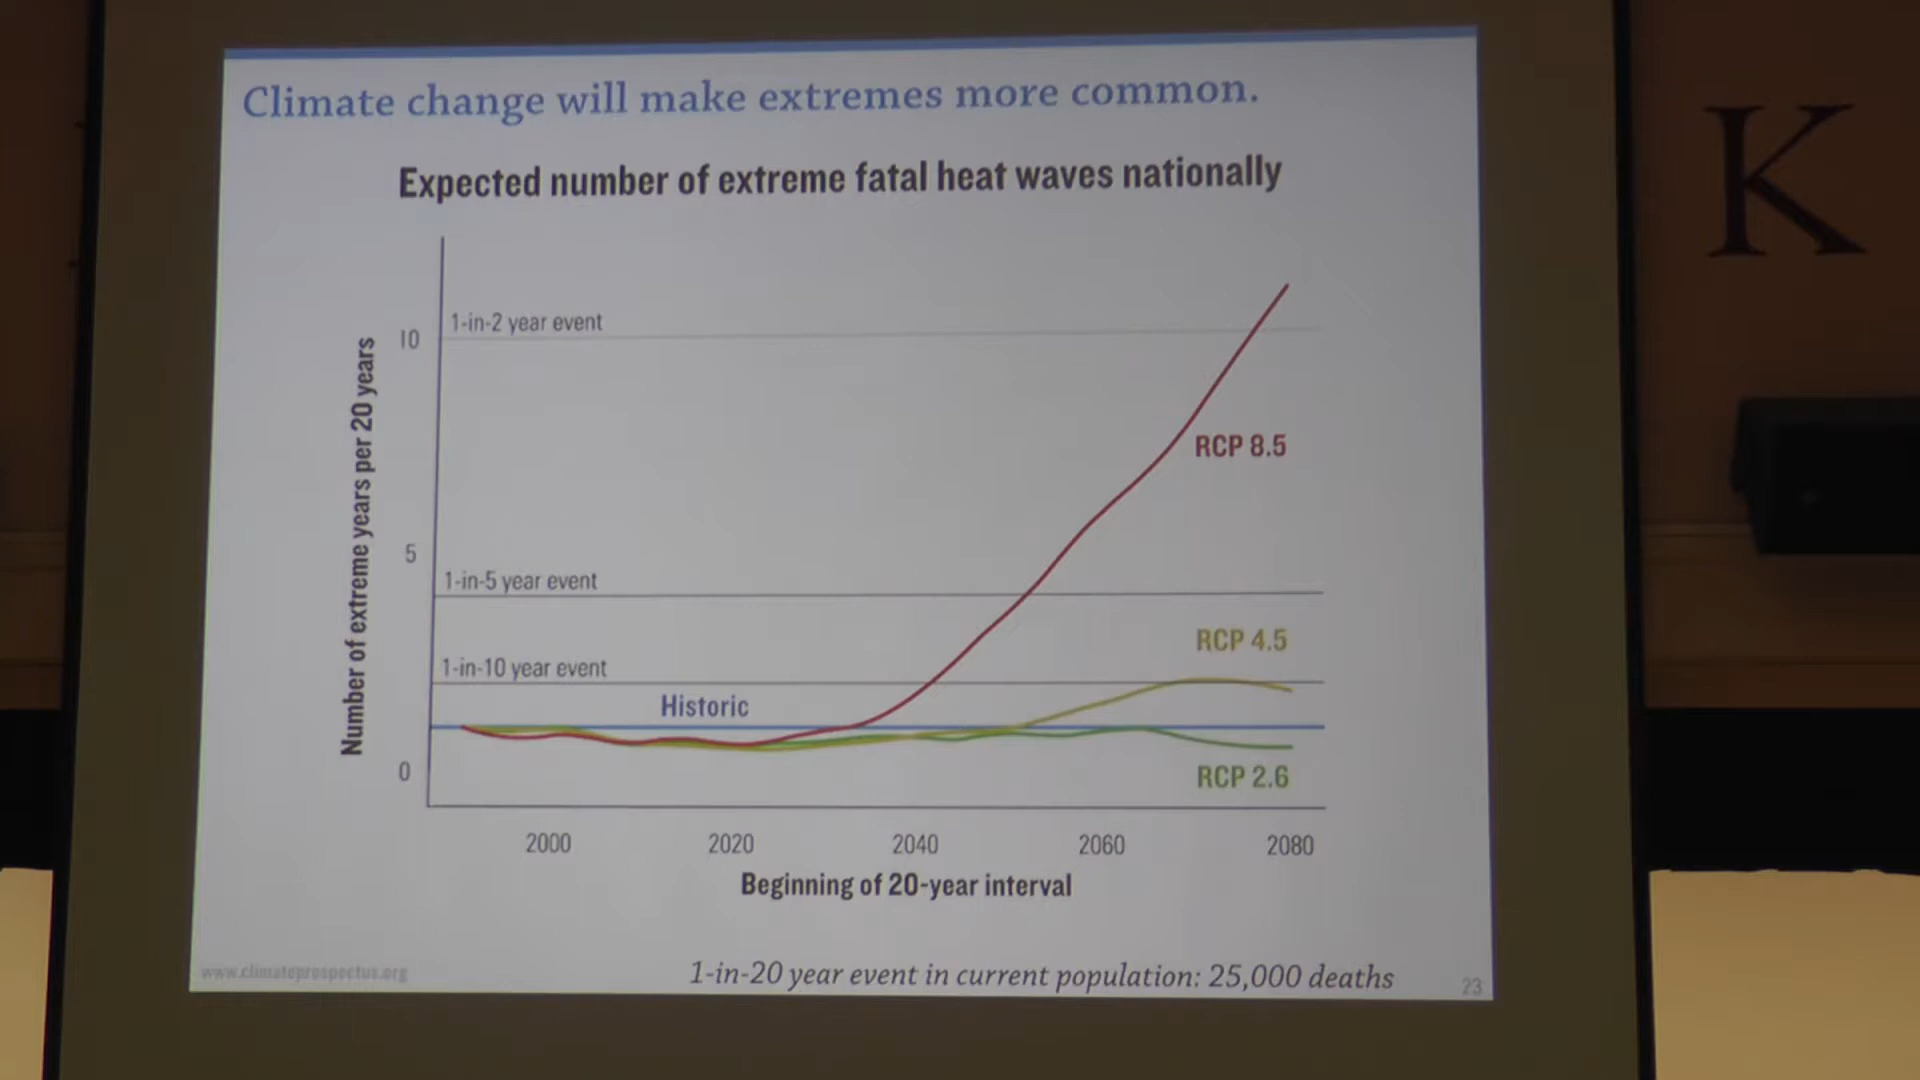 Climate change will make extremes more common.
Expected number of extreme fatal heat waves nationally
Number of extreme years per 20 years
10
5
0
1-in-2 year event
1-in-5 year event
1-in-10 year event
Historic
RCP 8.5
RCP 4.5
RCP 2.6
2000 2020 2040 2060 2080
Beginning of 20-year interval
www.climateprospectus.org
1-in-20 year event in current population: 25,000 deaths
23
K